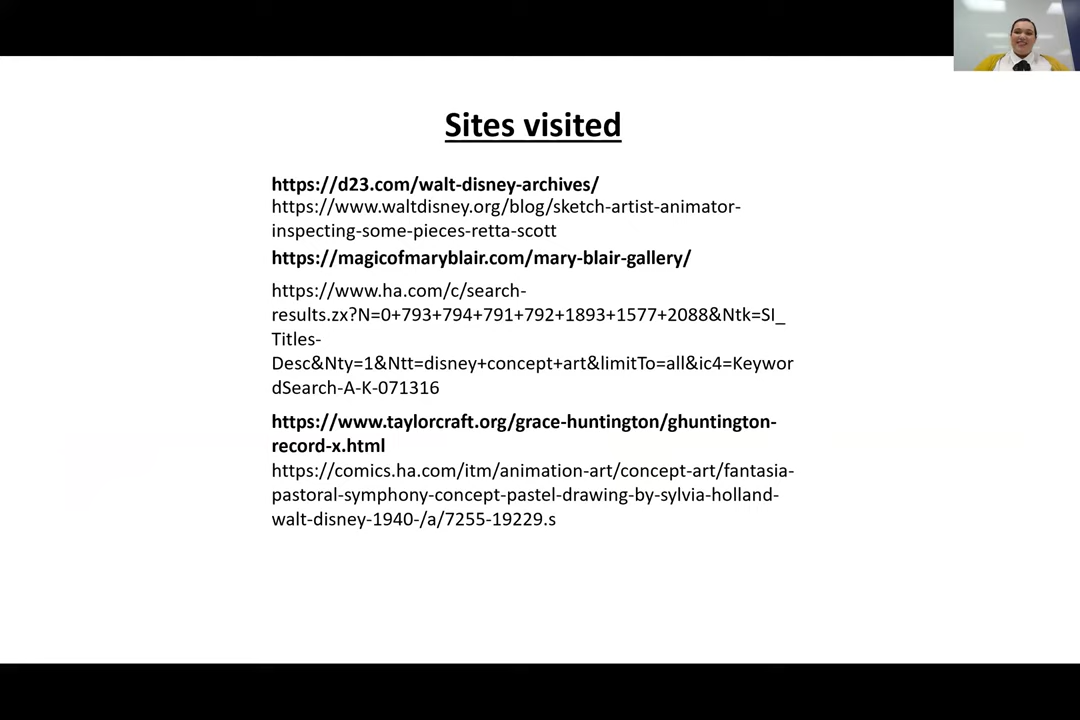 Sites visited
https://d23.com/walt-disney-archives/
https://www.waltdisney.org/blog/sketch-artist-animator-
inspecting-some-pieces-retta-scott
https://magicofmaryblair.com/mary-blair-gallery/
https://www.ha.com/c/search-
results.zx?N=0+793+794+791+792+1893+1577+2088&Ntk=SI_
Titles-
Desc&Nty=1&Ntt=disney+concept+art&limitTo=all&ic4=Keywor
dSearch-A-K-071316
https://www.taylorcraft.org/grace-huntington/ghuntington-
record-x.html
https://comics.ha.com/itm/animation-art/concept-art/fantasia-
pastoral-symphony-concept-pastel-drawing-by-sylvia-holland-
walt-disney-1940-/a/7255-19229.s